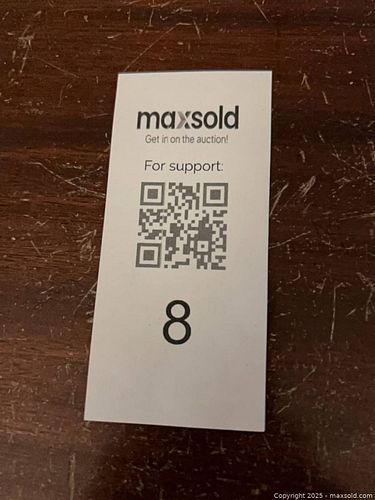 maxsold
Get in on the auction!
For support:
8
Copyright 2025 - maxsold.com